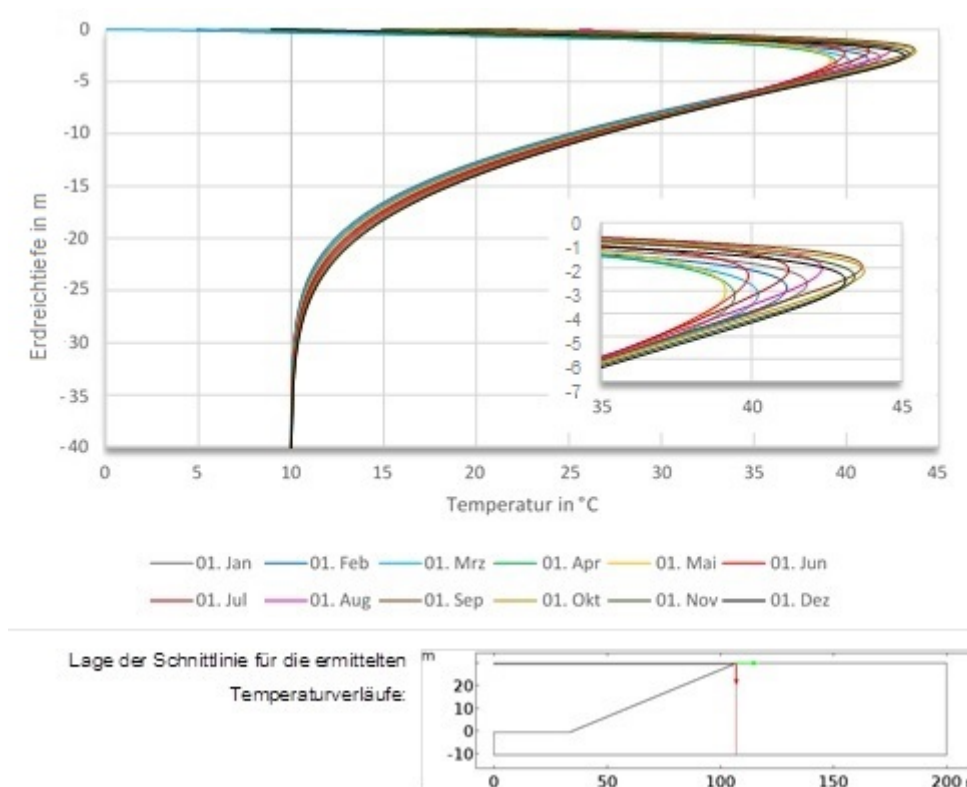 0
-5
-10
-15
-20
-25
30
-35
-40
Erdreichtiefe in m
0
-1
-2
-3
-4
-5
-6
-7
35 40 45
0 5 10 15 20 25 30 35 40 45
Temperatur in °C
01. Jan 01. Feb 01. Mrz 01. Apr 01. Mai 01. Jun
01. Jul 01. Aug 01. Sep 01. Okt 01. Nov 01. Dez
Lage der Schnittlinie für die ermittelten
Temperaturverläufe:
m
20
10
0
-10
0 50 100 150 200